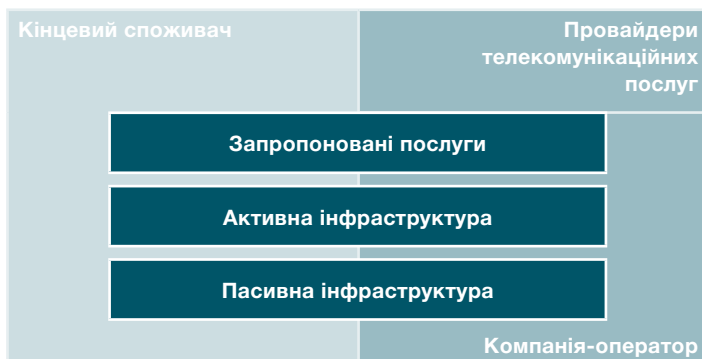 Кінцевий споживач
Провайдери
телекомунікаційних
послуг
Запропоновані послуги
Активна інфраструктура
Пасивна інфраструктура
Компанія-оператор